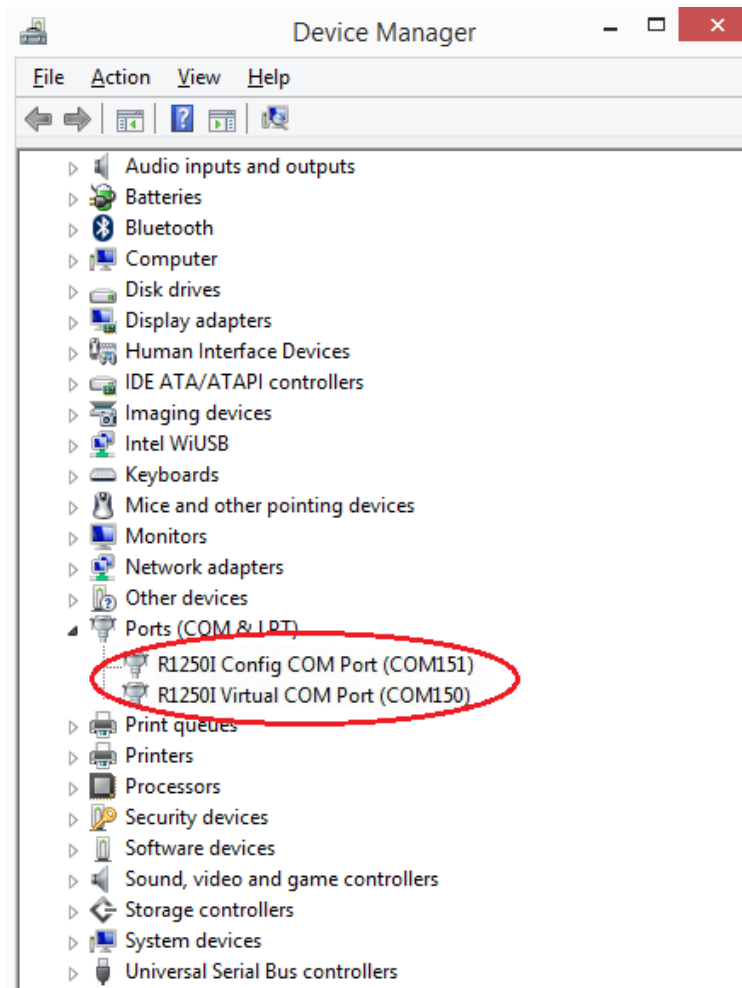 Device Manager
File Action View Help
Audio inputs and outputs
Batteries
Bluetooth
Computer
Disk drives
Display adapters
Human Interface Devices
IDE ATA/ATAPI controllers
Imaging devices
Intel WiUSB
Keyboards
Mice and other pointing devices
Monitors
Network adapters
Other devices
Ports (COM & LPT)
R1250I Config COM Port (COM151)
R1250I Virtual COM Port (COM150)
Print queues
Printers
Processors
Security devices
Software devices
Sound, video and game controllers
Storage controllers
System devices
Universal Serial Bus controllers